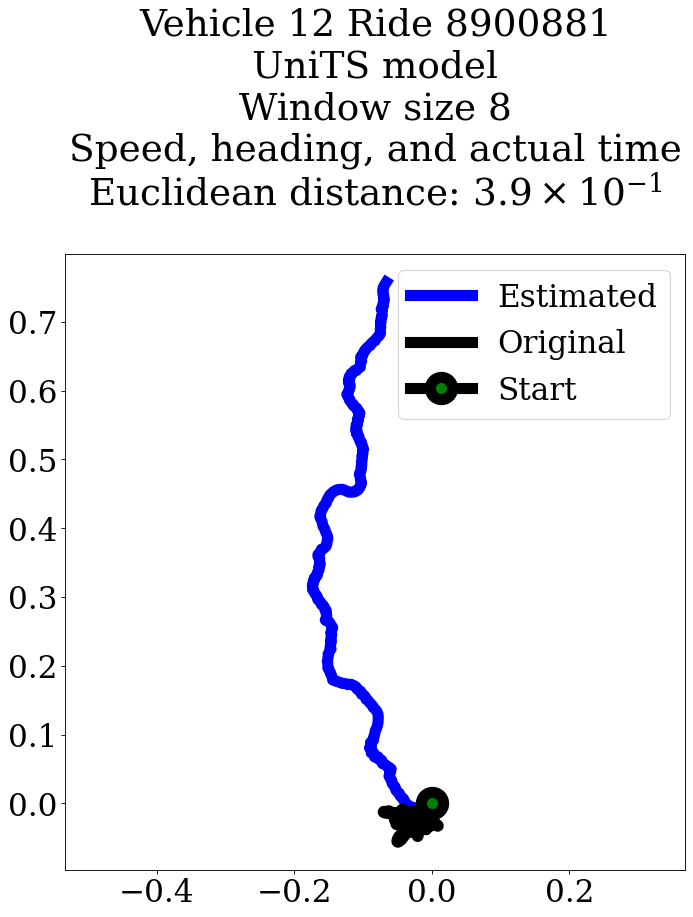 Vehicle 12 Ride 8900881
UniTS model
Window size 8
Speed, heading, and actual time
Euclidean distance: 3.9 × 10⁻¹
Estimated
Original
Start
0.7
0.6
0.5
0.4
0.3
0.2
0.1
0.0
−0.4 −0.2 0.0 0.2